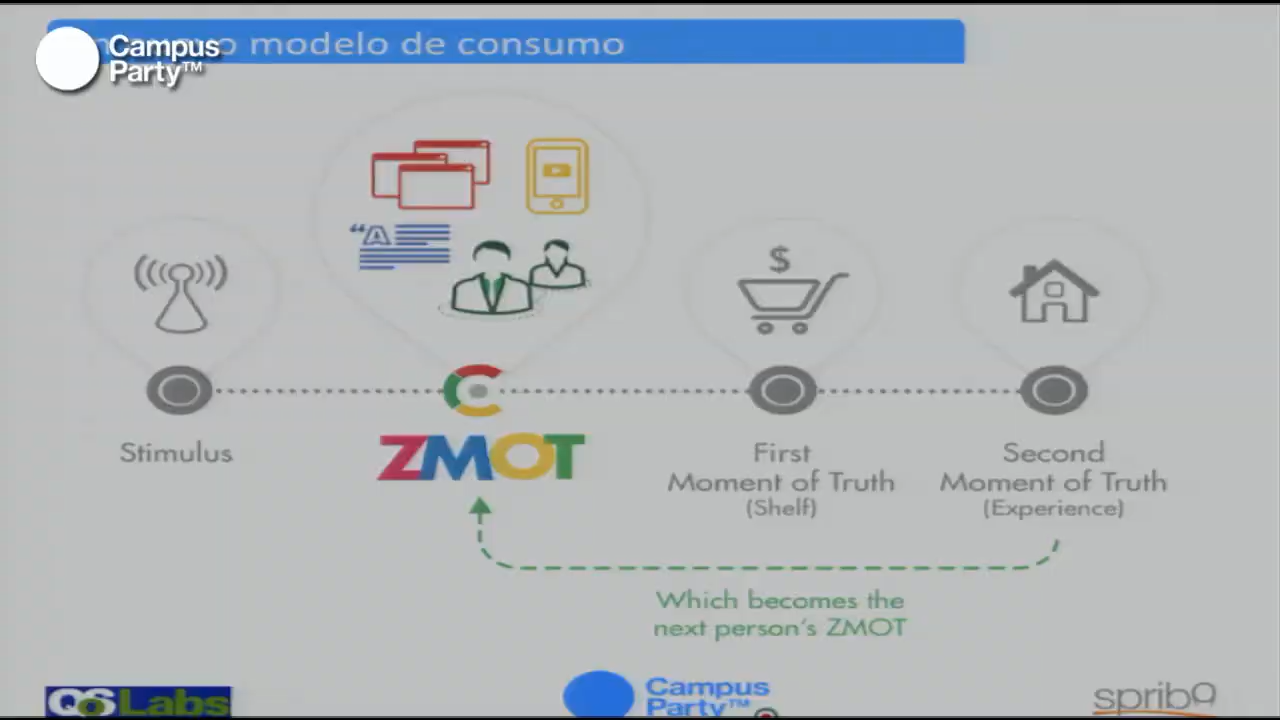 Campus
Party™
modelo de consumo
$
“A
Stimulus
ZMOT
First
Moment of Truth
(Shelf)
Second
Moment of Truth
(Experience)
Which becomes the
next person's ZMOT
QoS Labs
Campus
Party™
spribo